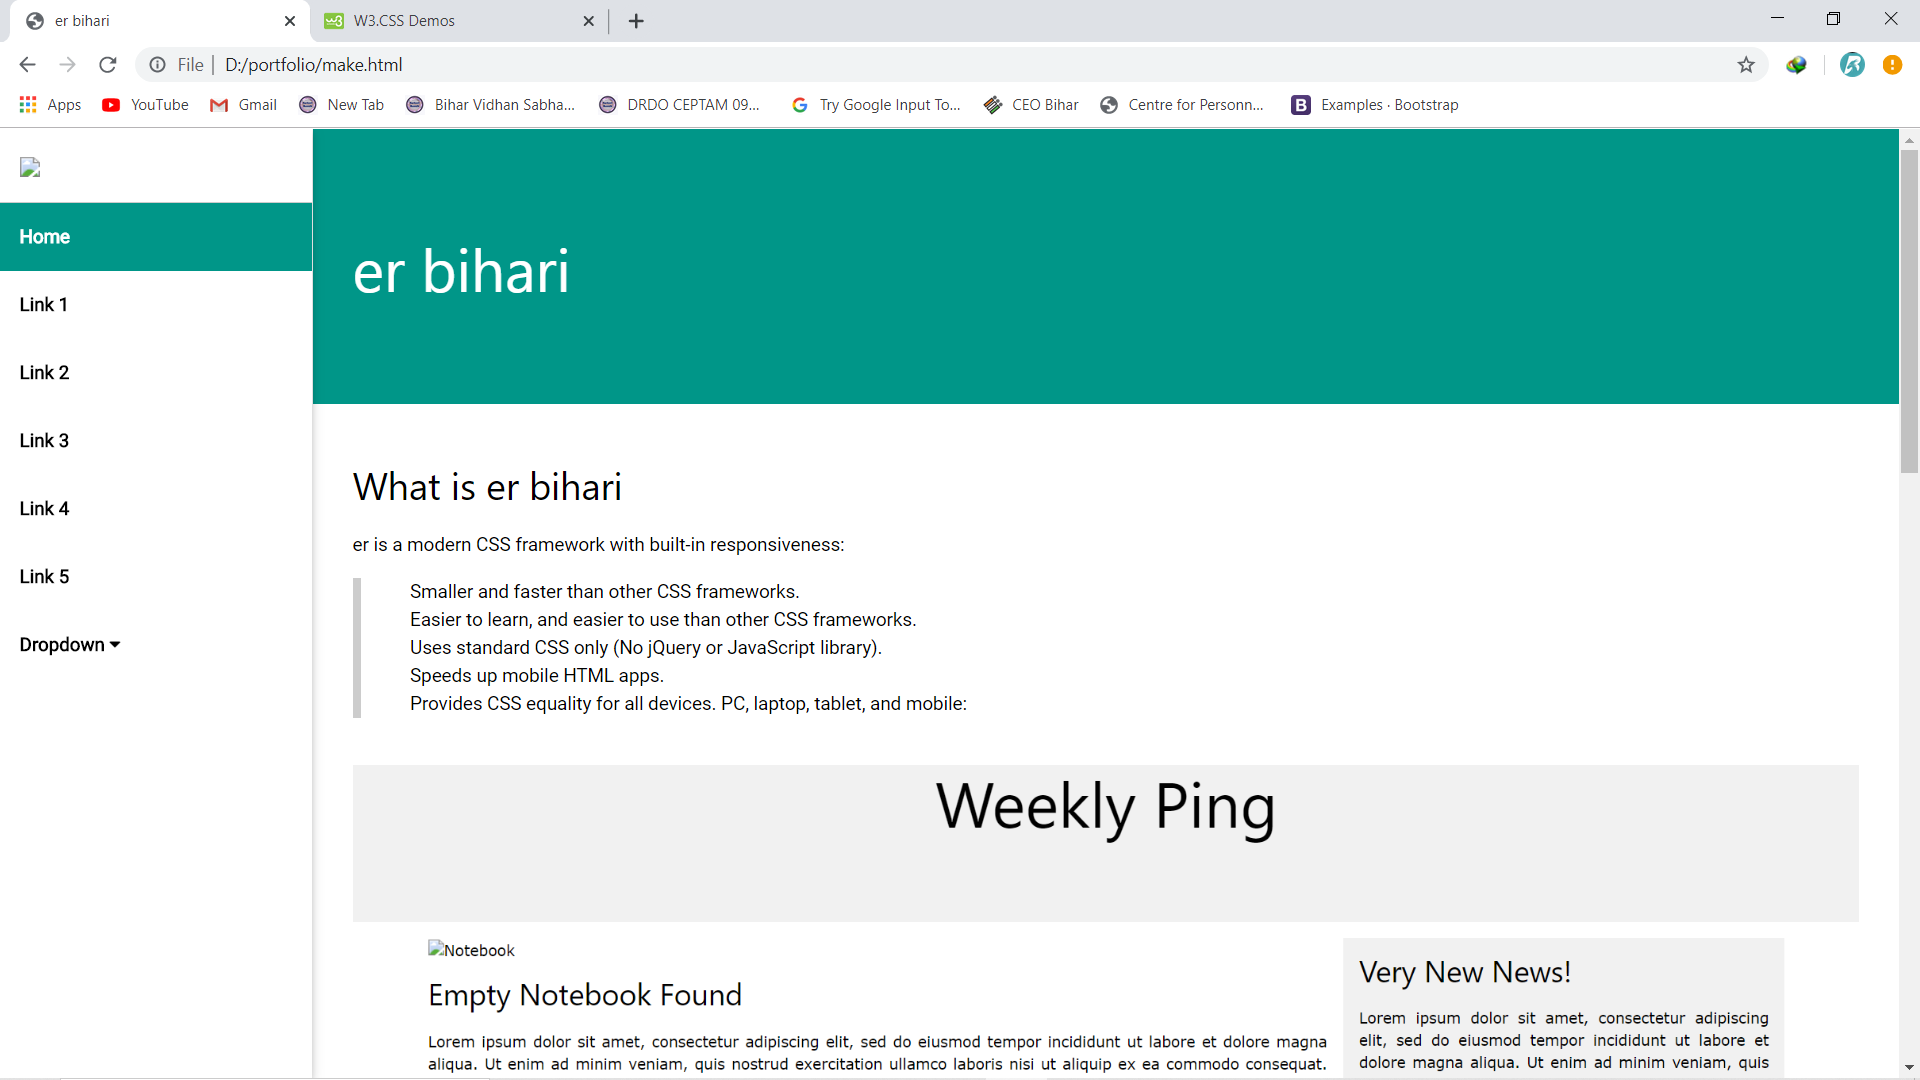 er bihari
W3.CSS Demos
File | D:/portfolio/make.html
Apps
YouTube
Gmail
New Tab
Bihar Vidhan Sabha...
DRDO CEPTAM 09...
Try Google Input To...
CEO Bihar
Centre for Personn...
Examples · Bootstrap
Home
Link 1
Link 2
Link 3
Link 4
Link 5
Dropdown
er bihari
What is er bihari
er is a modern CSS framework with built-in responsiveness:
Smaller and faster than other CSS frameworks.
Easier to learn, and easier to use than other CSS frameworks.
Uses standard CSS only (No jQuery or JavaScript library).
Speeds up mobile HTML apps.
Provides CSS equality for all devices. PC, laptop, tablet, and mobile:
Weekly Ping
Notebook
Empty Notebook Found
Lorem ipsum dolor sit amet, consectetur adipiscing elit, sed do eiusmod tempor incididunt ut labore et dolore magna
aliqua. Ut enim ad minim veniam, quis nostrud exercitation ullamco laboris nisi ut aliquip ex ea commodo consequat.
Very New News!
Lorem ipsum dolor sit amet, consectetur adipiscing
elit, sed do eiusmod tempor incididunt ut labore et
dolore magna aliqua. Ut enim ad minim veniam, quis